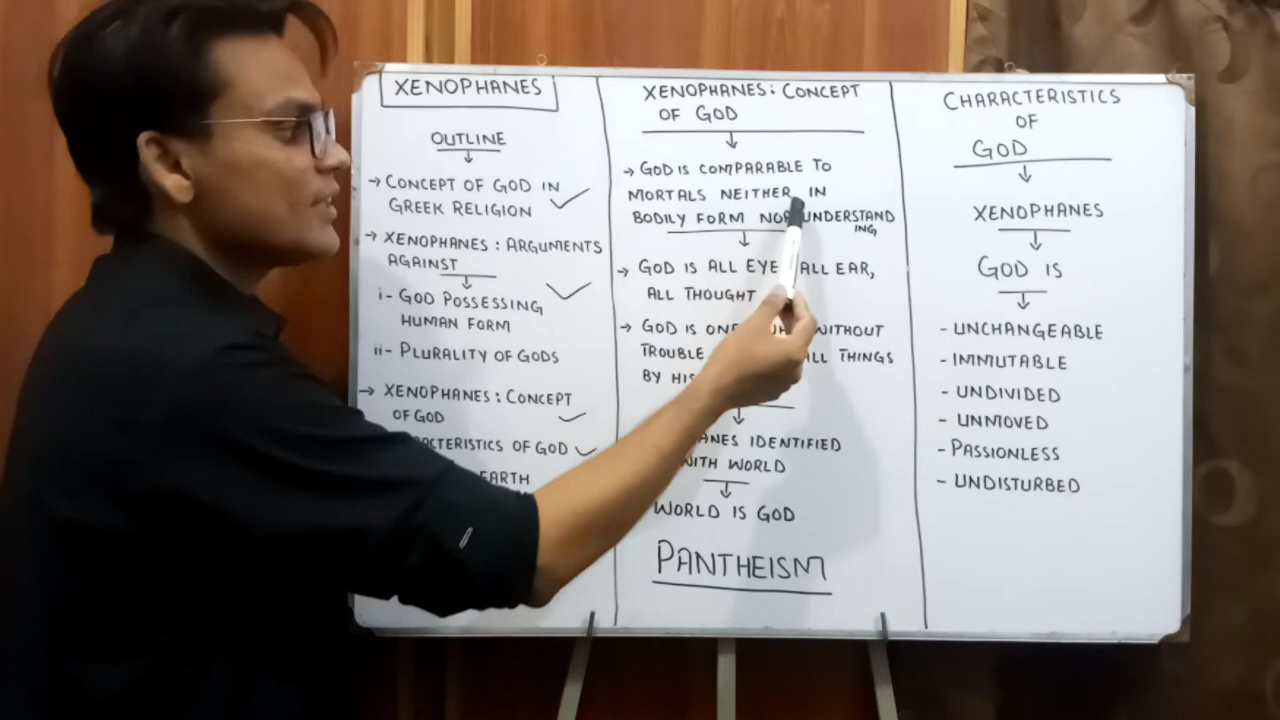 XENOPHANES
OUTLINE
→ CONCEPT OF GOD IN
GREEK RELIGION
→ XENOPHANES : ARGUMENTS
AGAINST
i- GOD POSSESSING
HUMAN FORM
ii- PLURALITY OF GODS
→ XENOPHANES : CONCEPT
OF GOD
CTERISTICS OF GOD
EARTH
XENOPHANES : CONCEPT
OF GOD
→ GOD IS COMPARABLE TO
MORTALS NEITHER IN
BODILY FORM NOR UNDERSTAND
ING
→ GOD IS ALL EYE ALL EAR,
ALL THOUGHT
→ GOD IS ONE WITHOUT
TROUBLE ALL THINGS
BY HIS
ANES IDENTIFIED
WITH WORLD
WORLD IS GOD
PANTHEISM
CHARACTERISTICS
OF
GOD
XENOPHANES
GOD IS
- UNCHANGEABLE
- IMMUTABLE
- UNDIVIDED
- UNMOVED
- PASSIONLESS
- UNDISTURBED